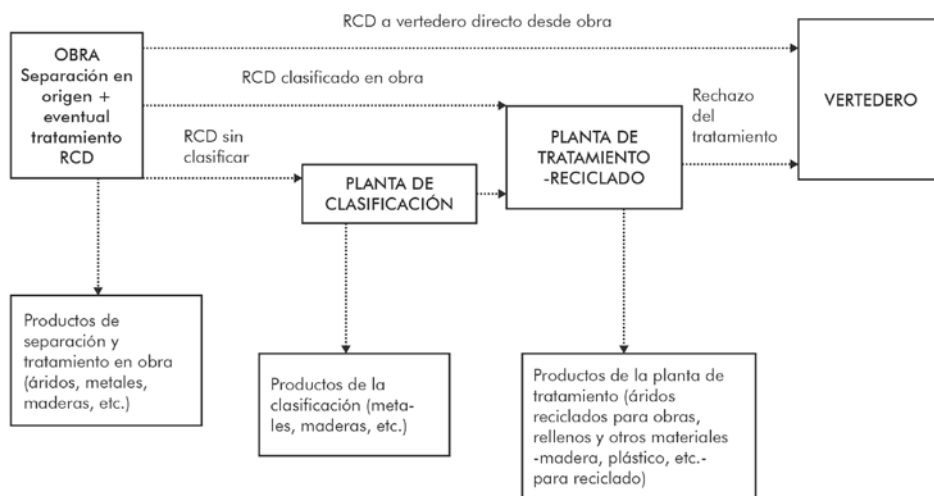 RCD a vertedero directo desde obra
OBRA
Separación en
origen +
eventual
tratamiento
RCD
RCD clasificado en obra
RCD sin
clasificar
PLANTA DE
CLASIFICACIÓN
PLANTA DE
TRATAMIENTO
-RECICLADO
Rechazo
del
tratamiento
VERTEDERO
Productos de
separación y
tratamiento en obra
(áridos, metales,
maderas, etc.)
Productos de la
clasificación (meta-
les, maderas, etc.)
Productos de la planta de
tratamiento (áridos
reciclados para obras,
rellenos y otros materiales
-madera, plástico, etc.-
para reciclado)